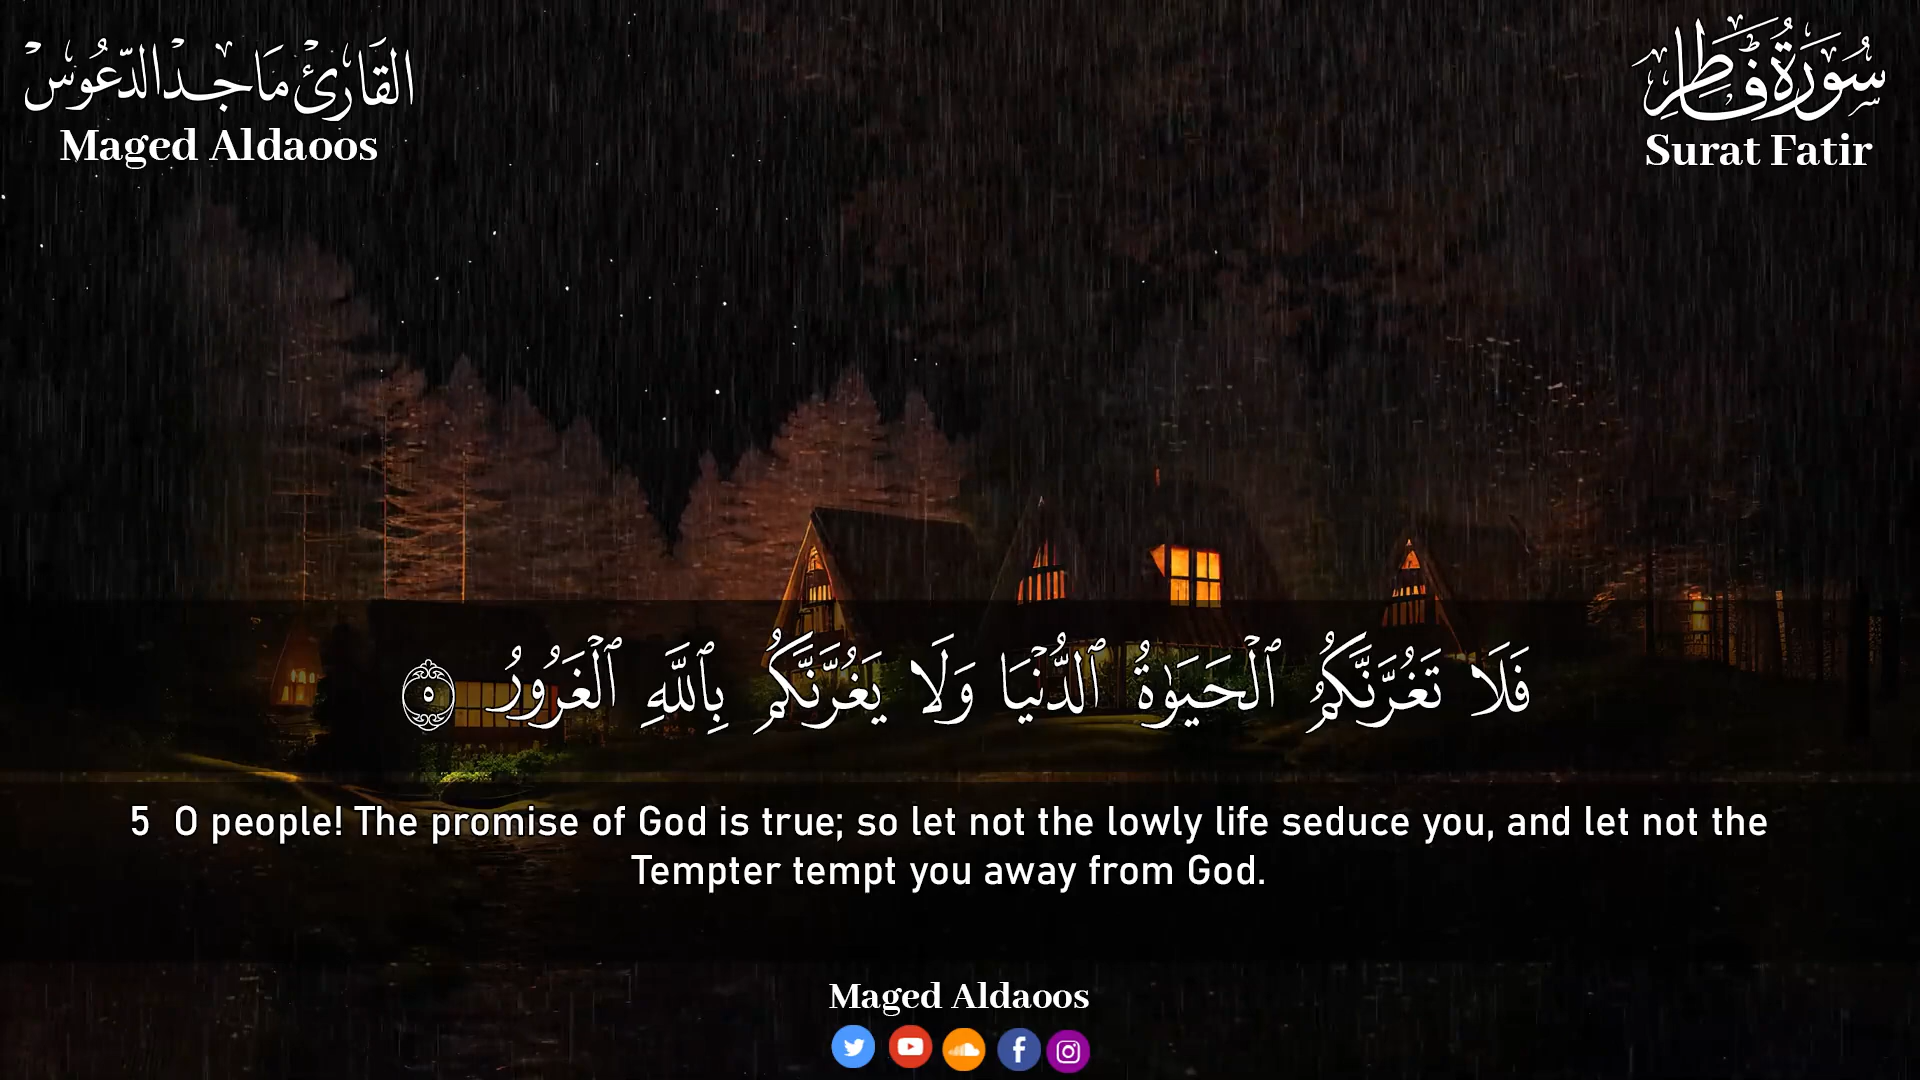 القَارِئ مَاجِد الدّعُوس
Maged Aldaoos
سُورَةُ فَاطِر
Surat Fatir
فَلَا تَغُرَّنَّكُمُ ٱلْحَيَوٰةُ ٱلدُّنْيَا وَلَا يَغُرَّنَّكُم بِٱللَّهِ ٱلْغَرُورُ ٥
5 O people! The promise of God is true; so let not the lowly life seduce you, and let not the
Tempter tempt you away from God.
Maged Aldaoos